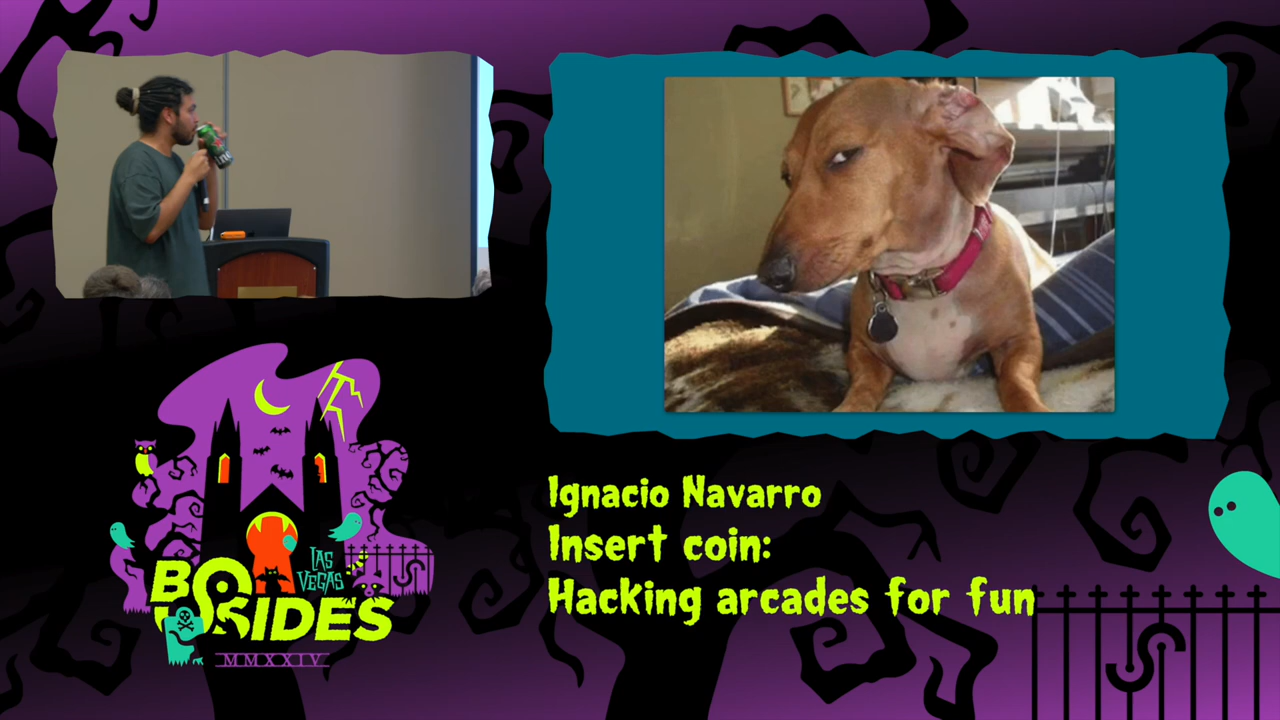 Ignacio Navarro
Insert coin:
Hacking arcades for fun
LAS
VEGAS
BSIDES
MMXXIV